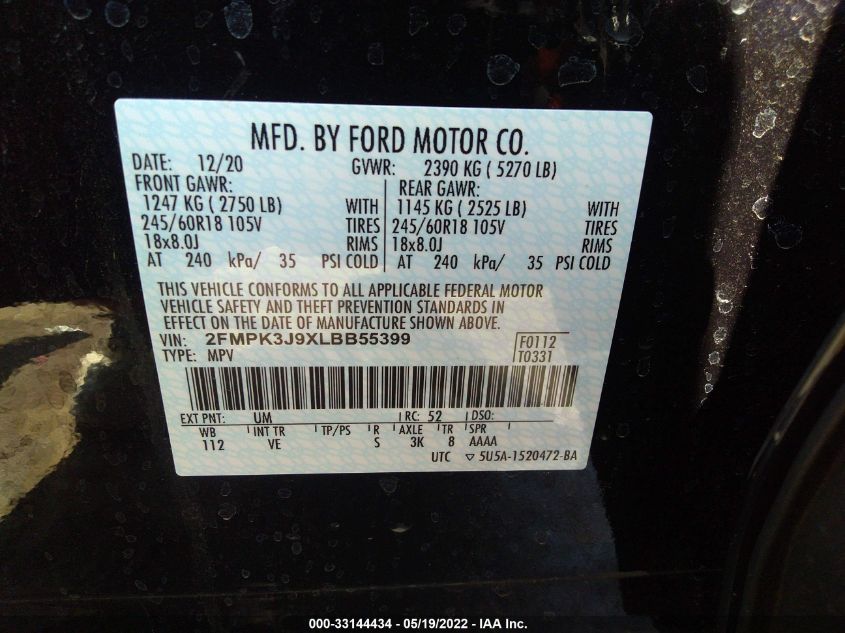 MFD. BY FORD MOTOR CO.
DATE: 12/20 GVWR: 2390 KG ( 5270 LB)
FRONT GAWR: REAR GAWR:
1247 KG ( 2750 LB) WITH 1145 KG ( 2525 LB) WITH
245/60R18 105V TIRES 245/60R18 105V TIRES
18x8.0J RIMS 18x8.0J RIMS
AT 240 kPa/ 35 PSI COLD AT 240 kPa/ 35 PSI COLD
THIS VEHICLE CONFORMS TO ALL APPLICABLE FEDERAL MOTOR
VEHICLE SAFETY AND THEFT PREVENTION STANDARDS IN
EFFECT ON THE DATE OF MANUFACTURE SHOWN ABOVE.
VIN: 2FMPK3J9XLBB55399 F0112
TYPE: MPV T0331
EXT PNT: UM RC: 52 DSO:
WB INT TR TP/PS R AXLE TR SPR
112 VE S 3K 8 AAAA
UTC ▽ 5U5A-1520472-BA
000-33144434 - 05/19/2022 - IAA Inc.